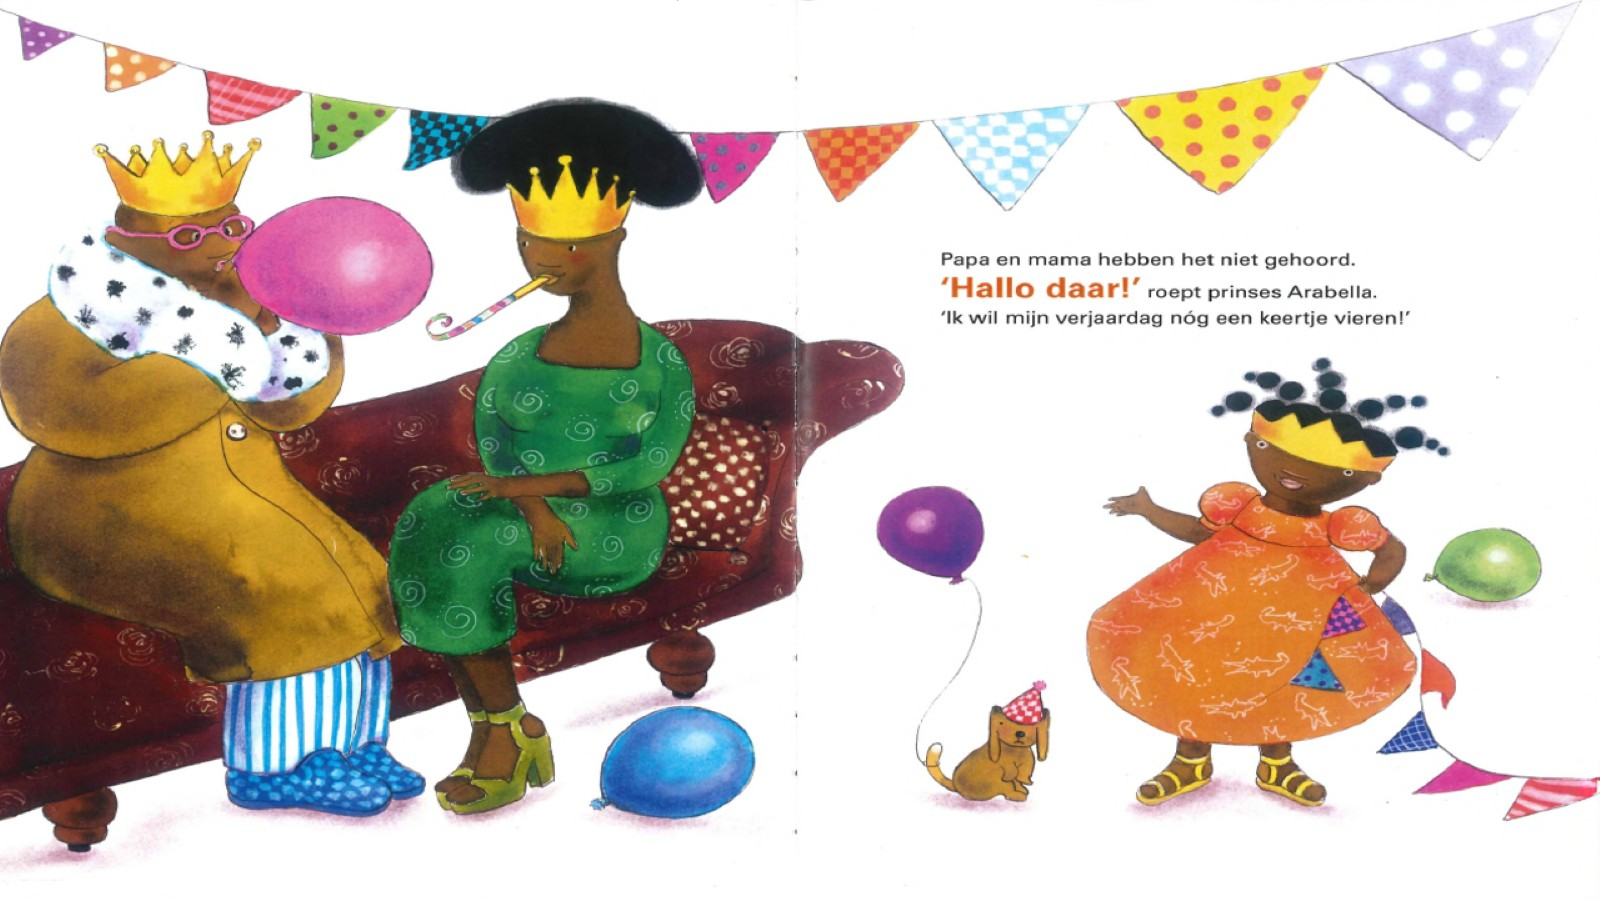 Papa en mama hebben het niet gehoord.
‘Hallo daar!’ roept prinses Arabella.
‘Ik wil mijn verjaardag nóg een keertje vieren!’